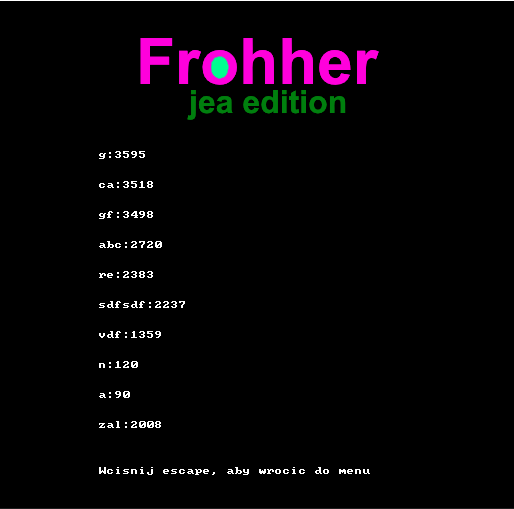 Frohher
jea edition
g:3595
ca:3518
gf:3498
abc:2720
re:2383
sdfsdf:2237
vdf:1359
n:120
a:90
zal:2008
Wcisnij escape, aby wrocic do menu